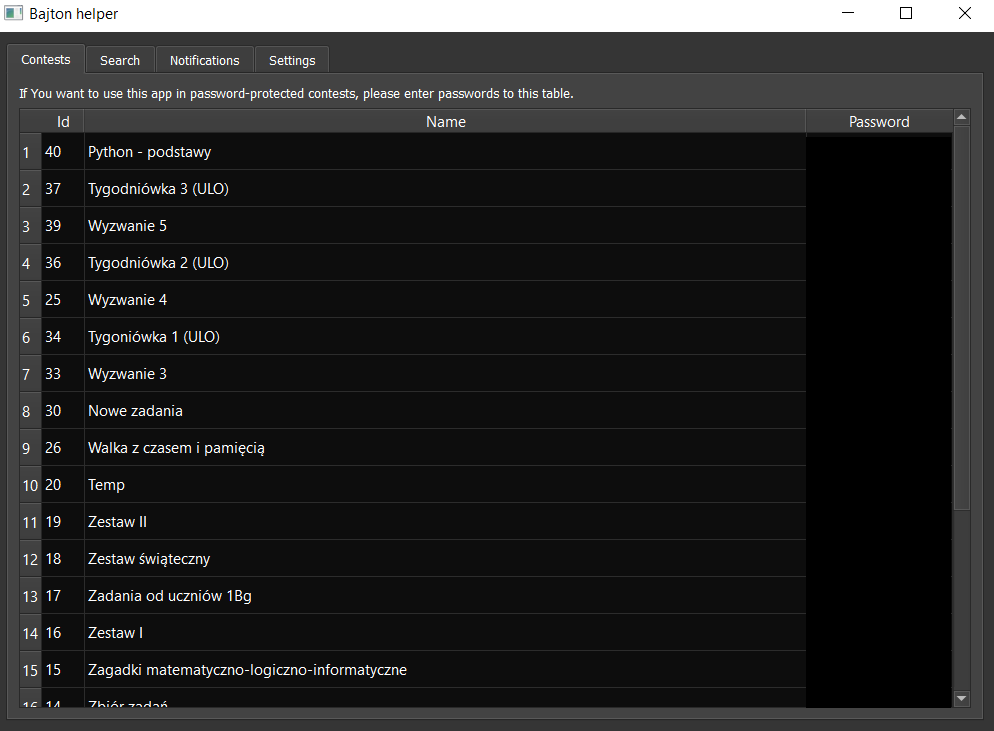 Bajton helper
Contests Search Notifications Settings
If You want to use this app in password-protected contests, please enter passwords to this table.
Id Name Password
1 40 Python - podstawy
2 37 Tygodniówka 3 (ULO)
3 39 Wyzwanie 5
4 36 Tygodniówka 2 (ULO)
5 25 Wyzwanie 4
6 34 Tygoniówka 1 (ULO)
7 33 Wyzwanie 3
8 30 Nowe zadania
9 26 Walka z czasem i pamięcią
10 20 Temp
11 19 Zestaw II
12 18 Zestaw świąteczny
13 17 Zadania od uczniów 1Bg
14 16 Zestaw I
15 15 Zagadki matematyczno-logiczno-informatyczne
16 14 Zbiór zadań